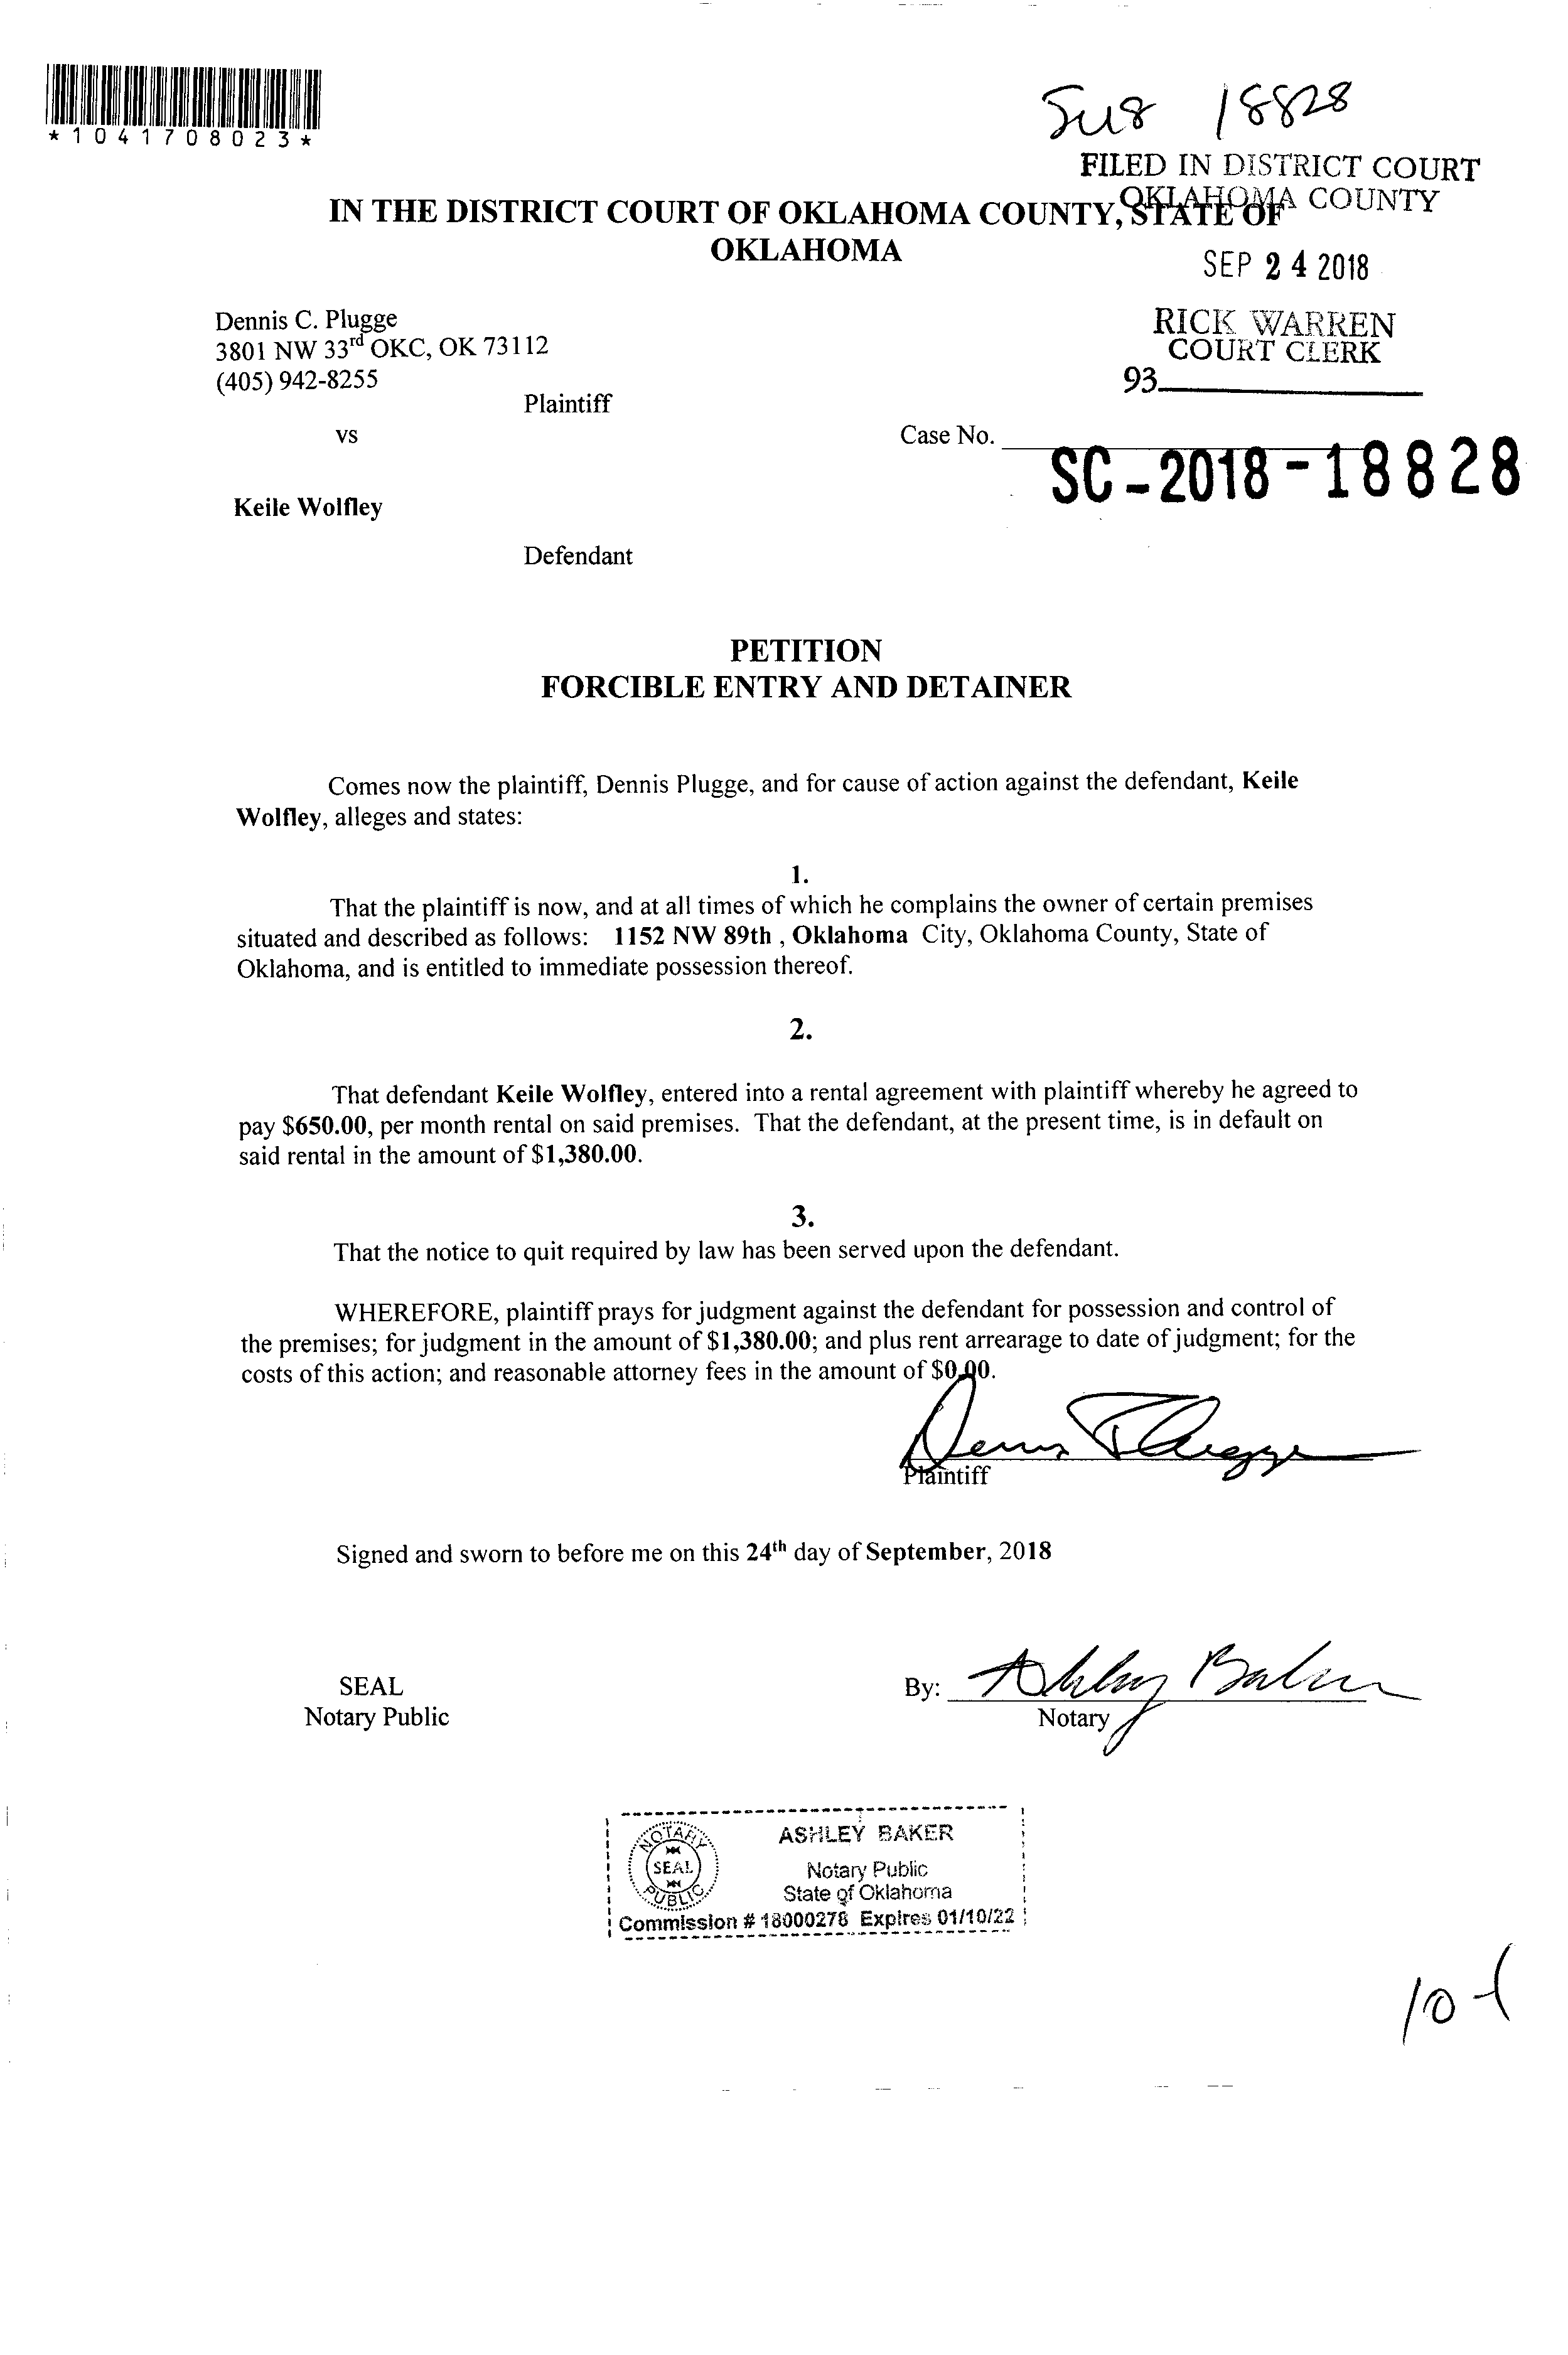 *1041708023*
18828
FILED IN DISTRICT COURT
OKLAHOMA COUNTY
IN THE DISTRICT COURT OF OKLAHOMA COUNTY, STATE OF
OKLAHOMA
SEP 24 2018
Dennis C. Plugge
3801 NW 33rd OKC, OK 73112
(405) 942-8255
RICK WARREN
COURT CLERK
93
Plaintiff
vs
Case No. SC-2018-18828
Keile Wolfley
Defendant
PETITION
FORCIBLE ENTRY AND DETAINER
Comes now the plaintiff, Dennis Plugge, and for cause of action against the defendant, Keile
Wolfley, alleges and states:
1.
That the plaintiff is now, and at all times of which he complains the owner of certain premises
situated and described as follows: 1152 NW 89th , Oklahoma City, Oklahoma County, State of
Oklahoma, and is entitled to immediate possession thereof.
2.
That defendant Keile Wolfley, entered into a rental agreement with plaintiff whereby he agreed to
pay $650.00, per month rental on said premises. That the defendant, at the present time, is in default on
said rental in the amount of $1,380.00.
3.
That the notice to quit required by law has been served upon the defendant.
WHEREFORE, plaintiff prays for judgment against the defendant for possession and control of
the premises; for judgment in the amount of $1,380.00; and plus rent arrearage to date of judgment; for the
costs of this action; and reasonable attorney fees in the amount of $0.00.
Dennis Plugge
Plaintiff
Signed and sworn to before me on this 24th day of September, 2018
SEAL
Notary Public
By: Ashley Baker
Notary
NOTARY
SEAL
PUBLIC
ASHLEY BAKER
Notary Public
State of Oklahoma
Commission # 18000278 Expires 01/10/22